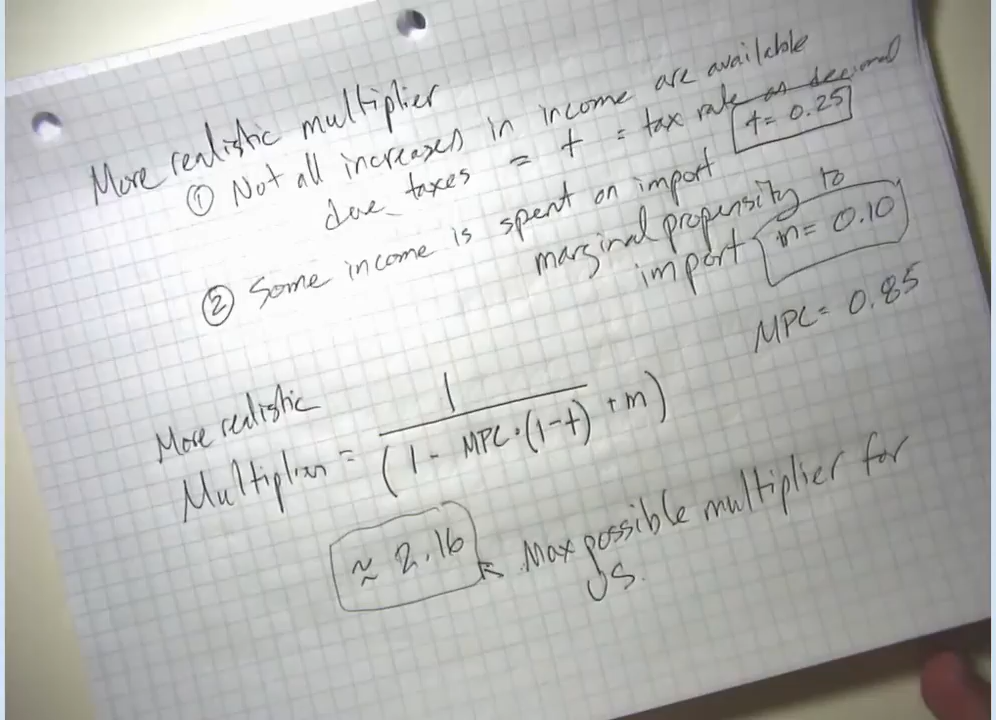 More realistic multiplier
① Not all increases in income are available
due taxes = t = tax rate as decimal
t = 0.25
② Some income is spent on import
marginal propensity to
import m = 0.10
MPC = 0.85
More realistic
Multiplier = 1 / (1 - MPC·(1-t) + m)
≈ 2.16 ↖ Max possible multiplier for
US.